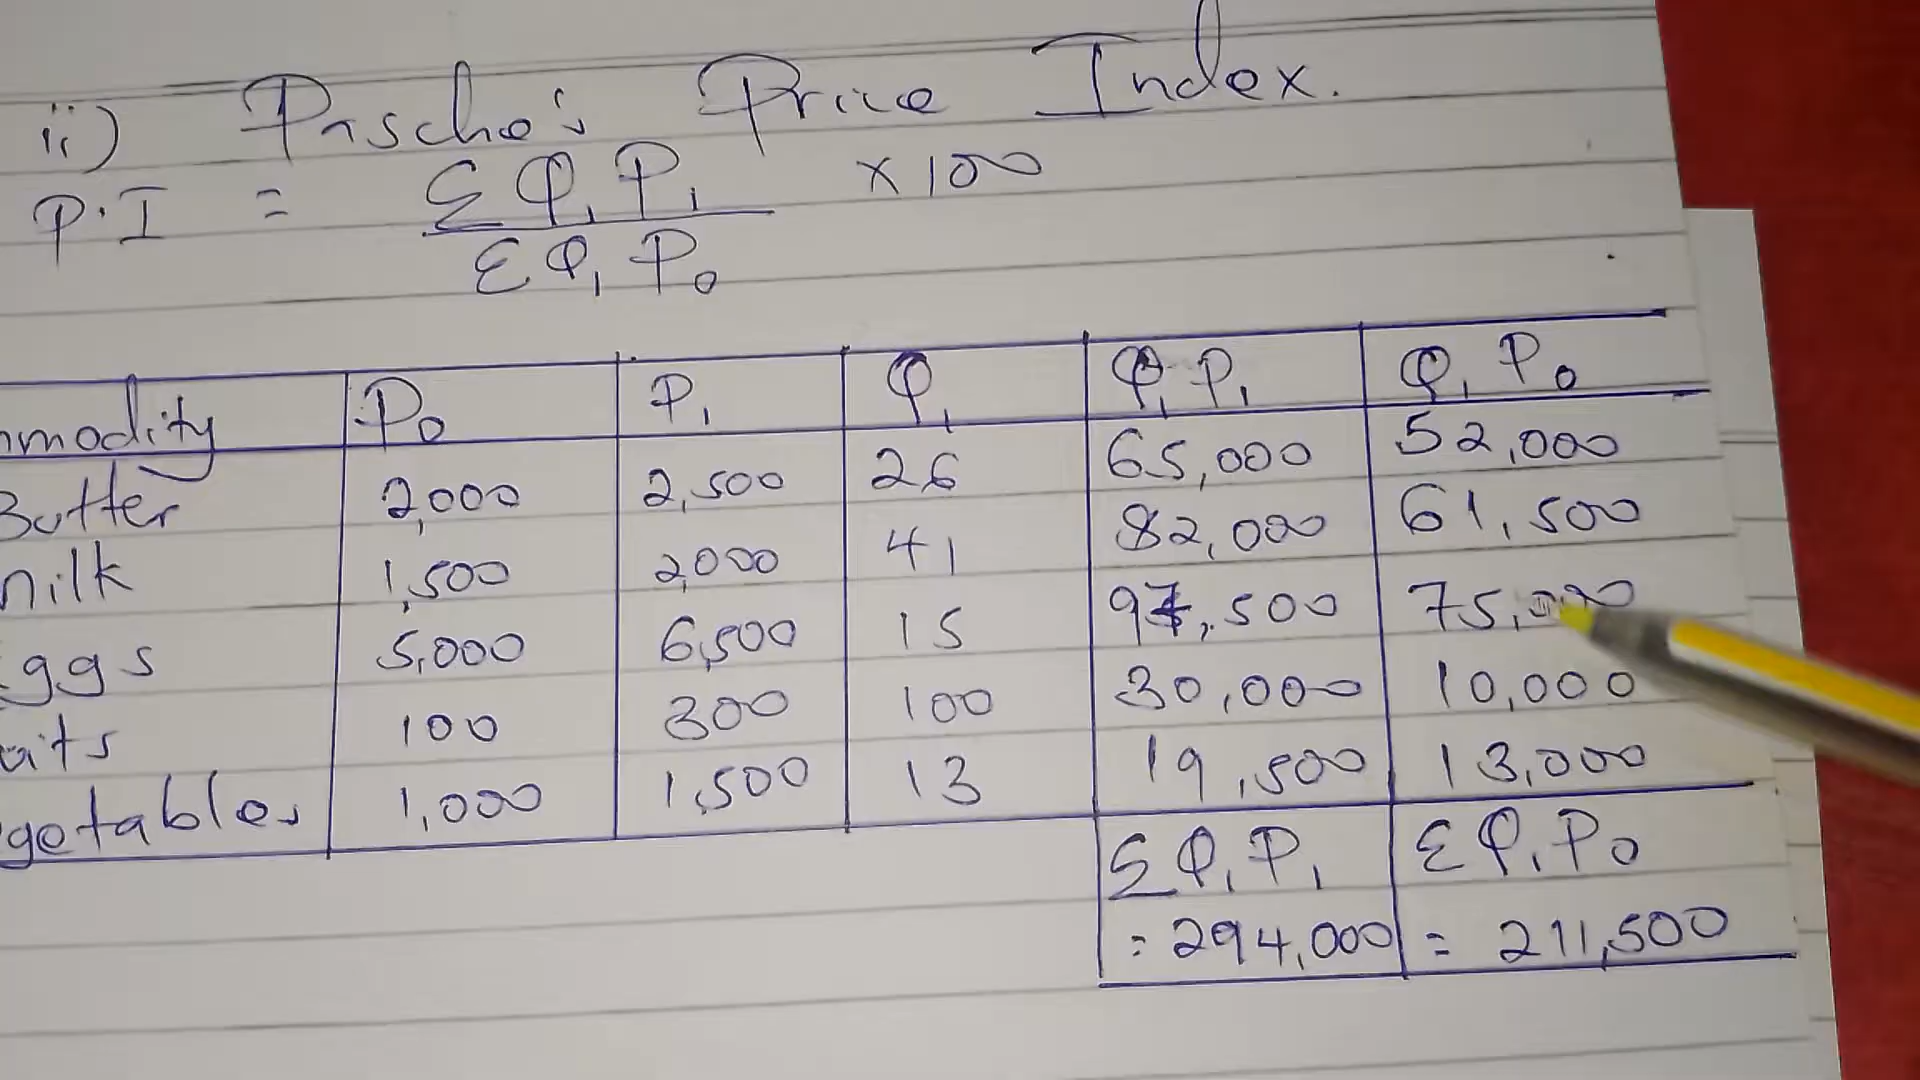 ii) Pasche's Price Index.
P.I = ΣQ₁P₁ / ΣQ₁P₀ × 100
mmodity P₀ P₁ Q₁ Q₁P₁ Q₁P₀
Butter 2,000 2,500 26 65,000 52,000
milk 1,500 2,000 41 82,000 61,500
ggs 5,000 6,500 15 97,500 75,000
uits 100 300 100 30,000 10,000
getables 1,000 1,500 13 19,500 13,000
ΣQ₁P₁ ΣQ₁P₀
= 294,000 = 211,500